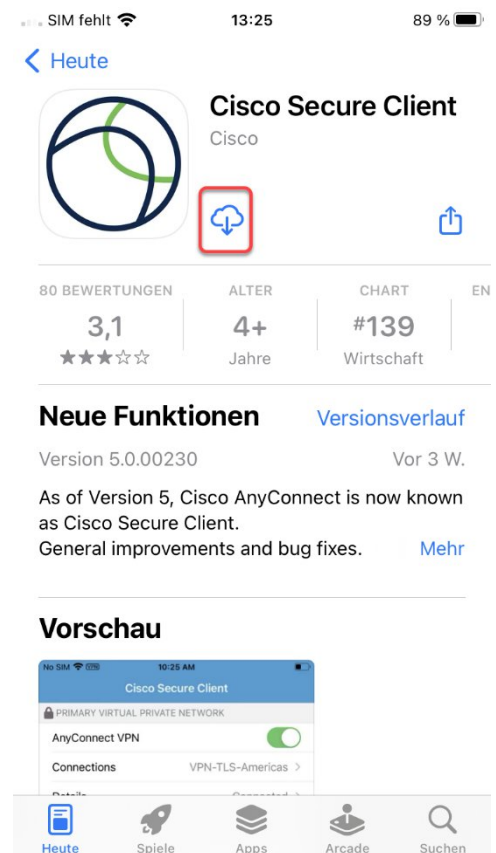 SIM fehlt 13:25 89 %
Heute
Cisco Secure Client
Cisco
80 BEWERTUNGEN ALTER CHART EN
3,1 4+ #139
★★★☆☆ Jahre Wirtschaft
Neue Funktionen Versionsverlauf
Version 5.0.00230 Vor 3 W.
As of Version 5, Cisco AnyConnect is now known
as Cisco Secure Client.
General improvements and bug fixes. Mehr
Vorschau
No SIM VPN 10:25 AM
Cisco Secure Client
PRIMARY VIRTUAL PRIVATE NETWORK
AnyConnect VPN
Connections VPN-TLS-Americas
Details Connected
Heute Spiele Apps Arcade Suchen